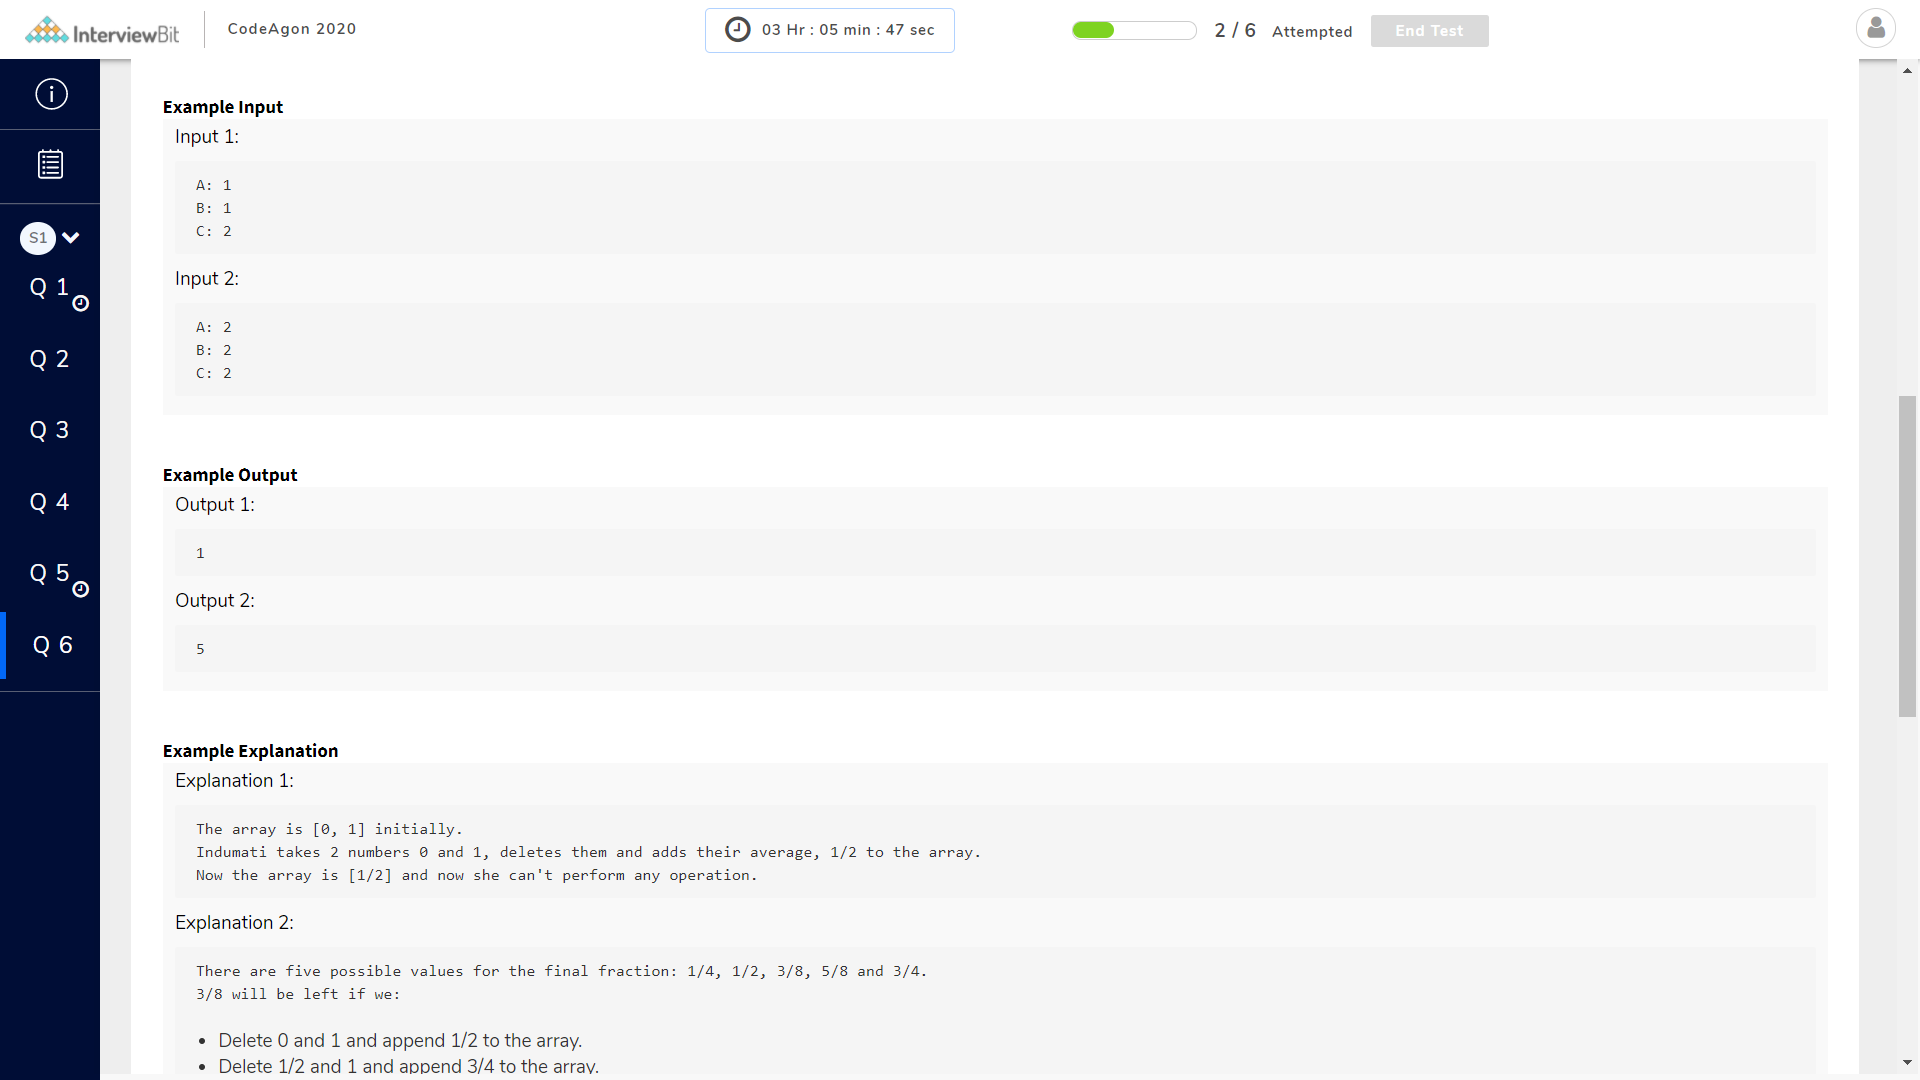 InterviewBit
CodeAgon 2020
03 Hr : 05 min : 47 sec
2 / 6 Attempted
End Test
S1
Q 1
Q 2
Q 3
Q 4
Q 5
Q 6
Example Input
Input 1:
A: 1
B: 1
C: 2
Input 2:
A: 2
B: 2
C: 2
Example Output
Output 1:
1
Output 2:
5
Example Explanation
Explanation 1:
The array is [0, 1] initially.
Indumati takes 2 numbers 0 and 1, deletes them and adds their average, 1/2 to the array.
Now the array is [1/2] and now she can't perform any operation.
Explanation 2:
There are five possible values for the final fraction: 1/4, 1/2, 3/8, 5/8 and 3/4.
3/8 will be left if we:
• Delete 0 and 1 and append 1/2 to the array.
• Delete 1/2 and 1 and append 3/4 to the array.